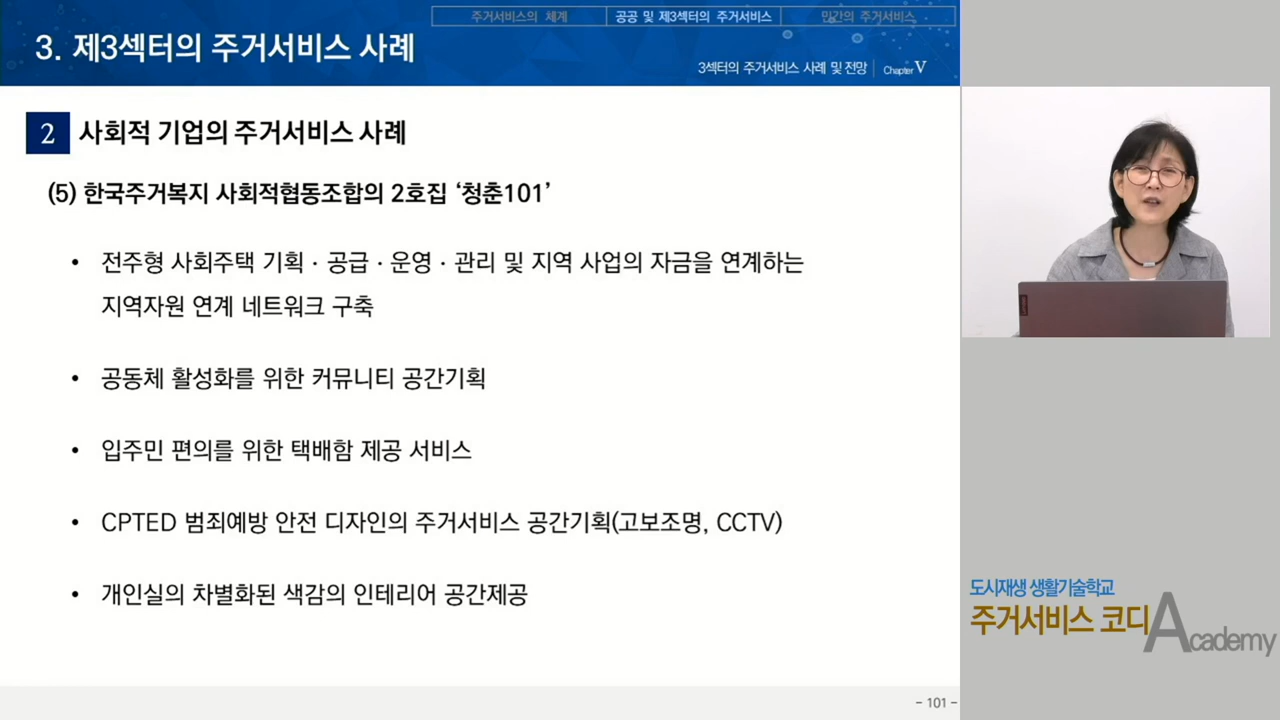 주거서비스의 체계
공공 및 제3섹터의 주거서비스
민간의 주거서비스
3. 제3섹터의 주거서비스 사례
3섹터의 주거서비스 사례 및 전망 Chapter V
2 사회적 기업의 주거서비스 사례
(5) 한국주거복지 사회적협동조합의 2호집 ‘청춘101’
• 전주형 사회주택 기획 · 공급 · 운영 · 관리 및 지역 사업의 자금을 연계하는
지역자원 연계 네트워크 구축
• 공동체 활성화를 위한 커뮤니티 공간기획
• 입주민 편의를 위한 택배함 제공 서비스
• CPTED 범죄예방 안전 디자인의 주거서비스 공간기획(고보조명, CCTV)
• 개인실의 차별화된 색감의 인테리어 공간제공
- 101 -
도시재생 생활기술학교
주거서비스 코디 Academy